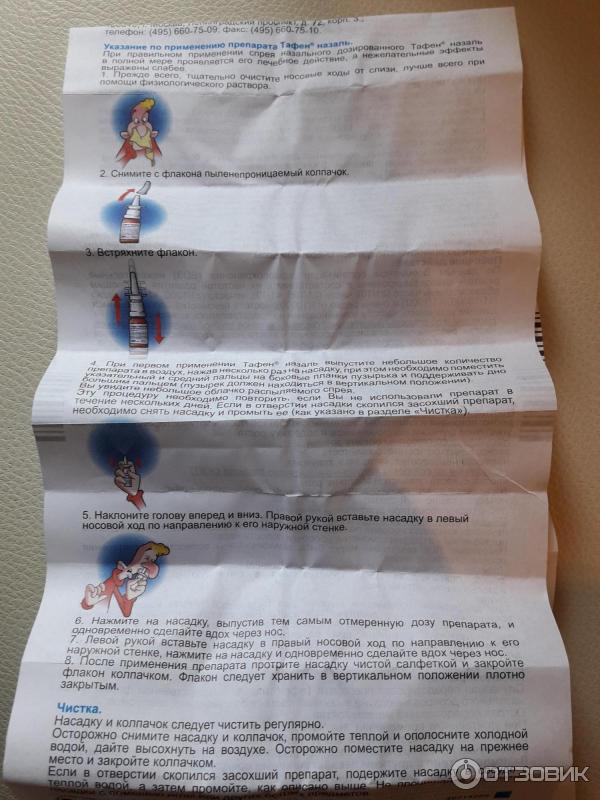 г. Москва, Ленинградский проспект, д. 72, корп. 3.,
телефон: (495) 660-75-09; факс: (495) 660-75-10.
Указание по применению препарата Тафен® назаль.
При правильном применении спрея назального дозированного Тафен® назаль
в полной мере проявляется его лечебное действие, а нежелательные эффекты
выражены слабее.
1. Прежде всего, тщательно очистите носовые ходы от слизи, лучше всего при
помощи физиологического раствора.
2. Снимите с флакона пыленепроницаемый колпачок.
3. Встряхните флакон.
4. При первом применении Тафен® назаль выпустите небольшое количество
препарата в воздух, нажав несколько раз на насадку, при этом необходимо поместить
указательный и средний пальцы на боковые планки пузырька и поддерживать дно
большим пальцем (пузырек должен находиться в вертикальном положении).
Вы увидите небольшое облачко распыляемого спрея.
Эту процедуру необходимо повторить, если Вы не использовали препарат в
течение нескольких дней. Если в отверстии насадки скопился засохший препарат,
необходимо снять насадку и промыть ее (как указано в разделе «Чистка»).
5. Наклоните голову вперед и вниз. Правой рукой вставьте насадку в левый
носовой ход по направлению к его наружной стенке.
6. Нажмите на насадку, выпустив тем самым отмеренную дозу препарата, и
одновременно сделайте вдох через нос.
7. Левой рукой вставьте насадку в правый носовой ход по направлению к его
наружной стенке, нажмите на насадку и одновременно сделайте вдох через нос.
8. После применения препарата протрите насадку чистой салфеткой и закройте
флакон колпачком. Флакон следует хранить в вертикальном положении плотно
закрытым.
Чистка.
Насадку и колпачок следует чистить регулярно.
Осторожно снимите насадку и колпачок, промойте теплой и ополосните холодной
водой, дайте высохнуть на воздухе. Осторожно поместите насадку на прежнее
место и закройте колпачком.
Если в отверстии скопился засохший препарат, подержите насадку
теплой воде, а затем промойте, как описано выше. Не
ОТЗОВИК